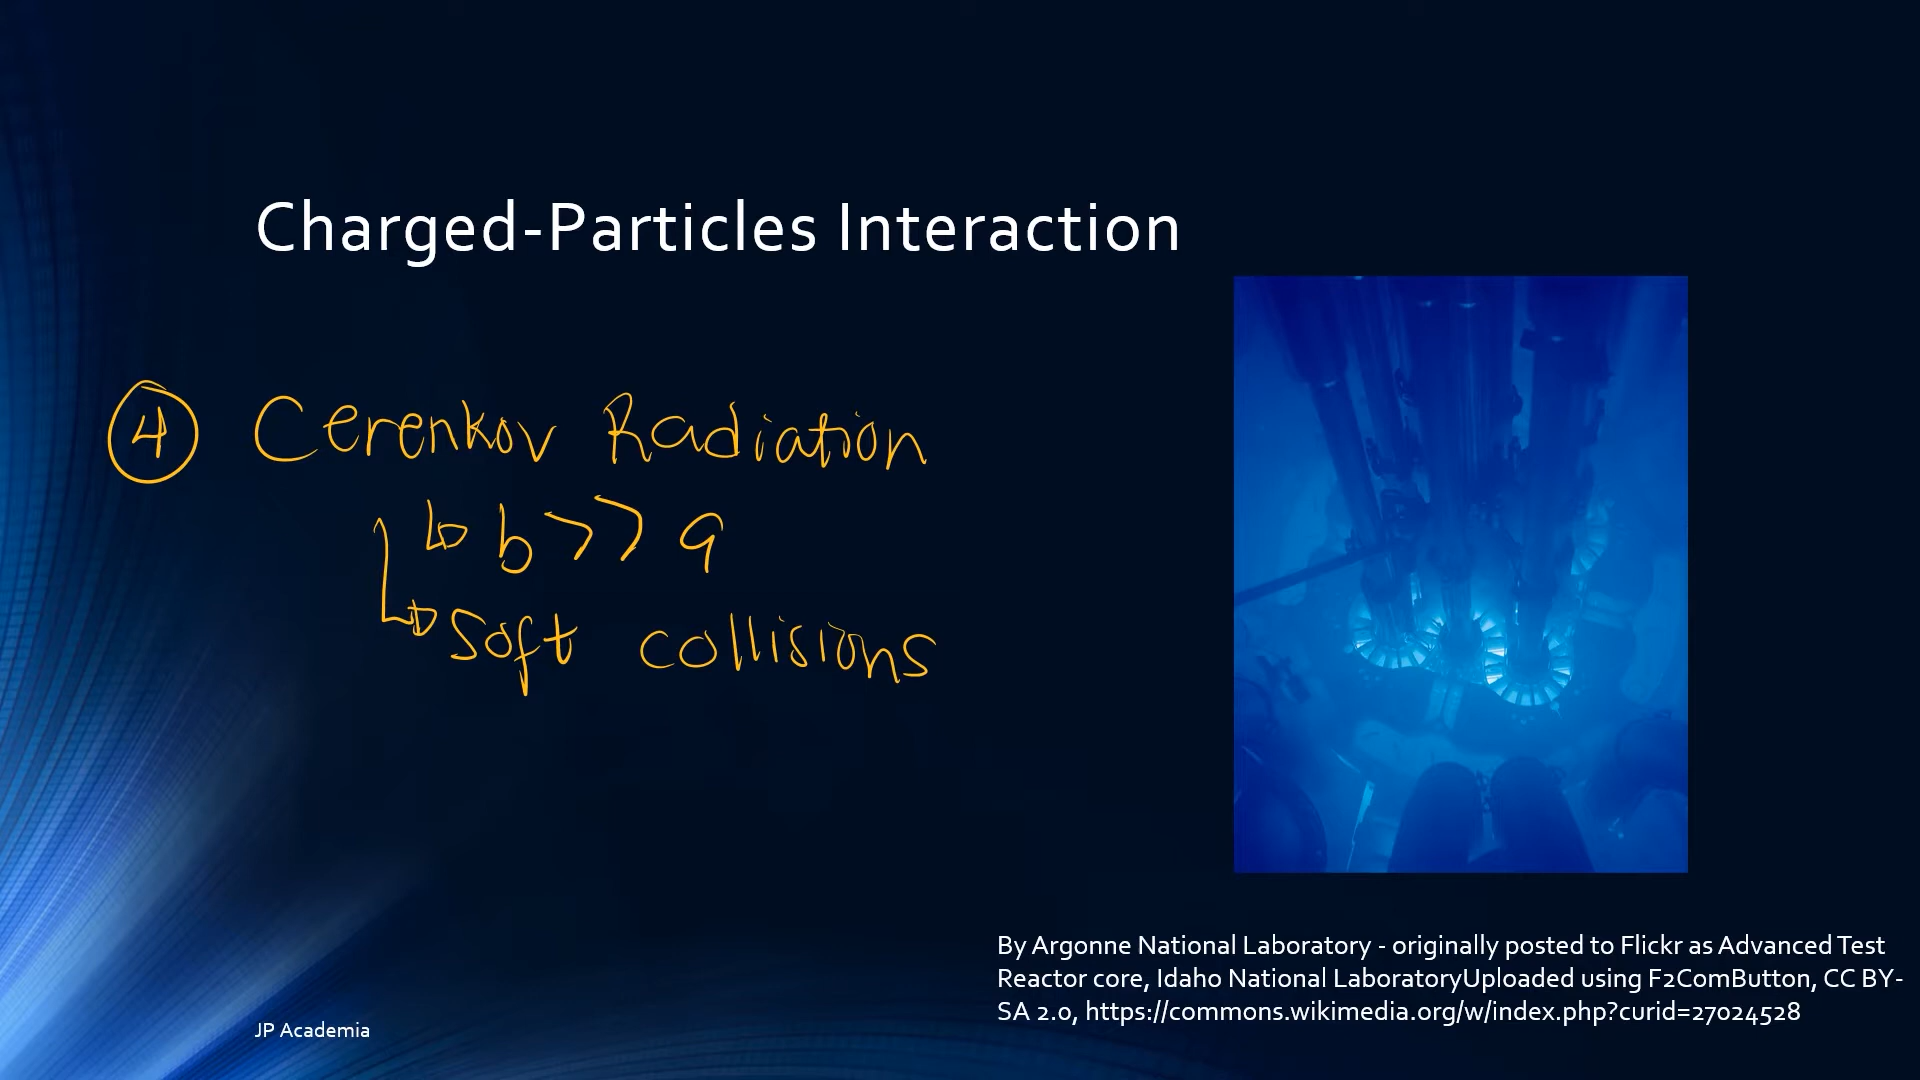 Charged-Particles Interaction
④ Cerenkov Radiation
↳ b >> a
↳ Soft collisions
By Argonne National Laboratory - originally posted to Flickr as Advanced Test
Reactor core, Idaho National LaboratoryUploaded using F2ComButton, CC BY-
SA 2.0, https://commons.wikimedia.org/w/index.php?curid=27024528
JP Academia